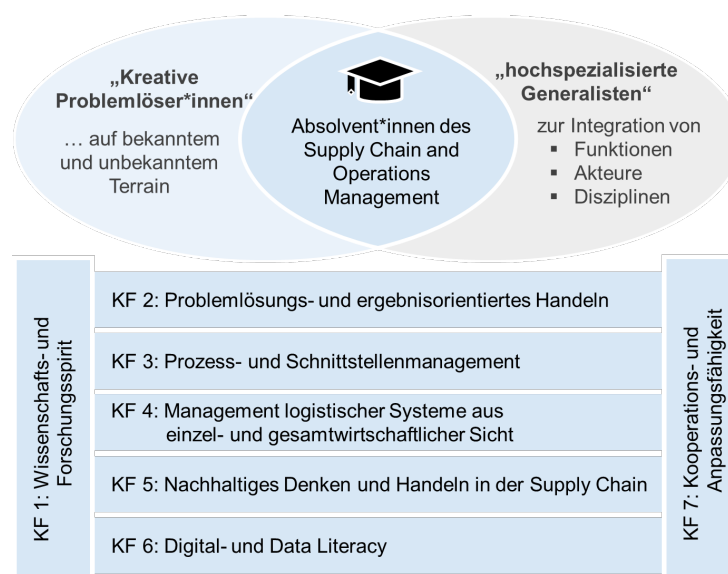 „Kreative
Problemlöser*innen“
… auf bekanntem
und unbekanntem
Terrain
Absolvent*innen des
Supply Chain and
Operations
Management
„hochspezialisierte
Generalisten“
zur Integration von
▪ Funktionen
▪ Akteure
▪ Disziplinen
KF 1: Wissenschafts- und
Forschungsspirit
KF 2: Problemlösungs- und ergebnisorientiertes Handeln
KF 3: Prozess- und Schnittstellenmanagement
KF 4: Management logistischer Systeme aus
einzel- und gesamtwirtschaftlicher Sicht
KF 5: Nachhaltiges Denken und Handeln in der Supply Chain
KF 6: Digital- und Data Literacy
KF 7: Kooperations- und
Anpassungsfähigkeit